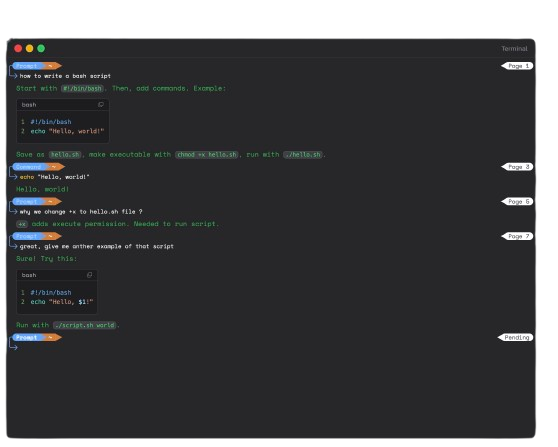 Terminal
Prompt ~ Page 1
how to write a bash script
Start with #!/bin/bash. Then, add commands. Example:
bash
1 #!/bin/bash
2 echo "Hello, world!"
Save as hello.sh, make executable with chmod +x hello.sh, run with ./hello.sh.
Command ~ Page 3
echo "Hello, world!"
Hello, world!
Prompt ~ Page 5
why we change +x to hello.sh file ?
+x adds execute permission. Needed to run script.
Prompt ~ Page 7
great, give me anther example of that script
Sure! Try this:
bash
1 #!/bin/bash
2 echo "Hello, $1!"
Run with ./script.sh world.
Prompt ~ Pending